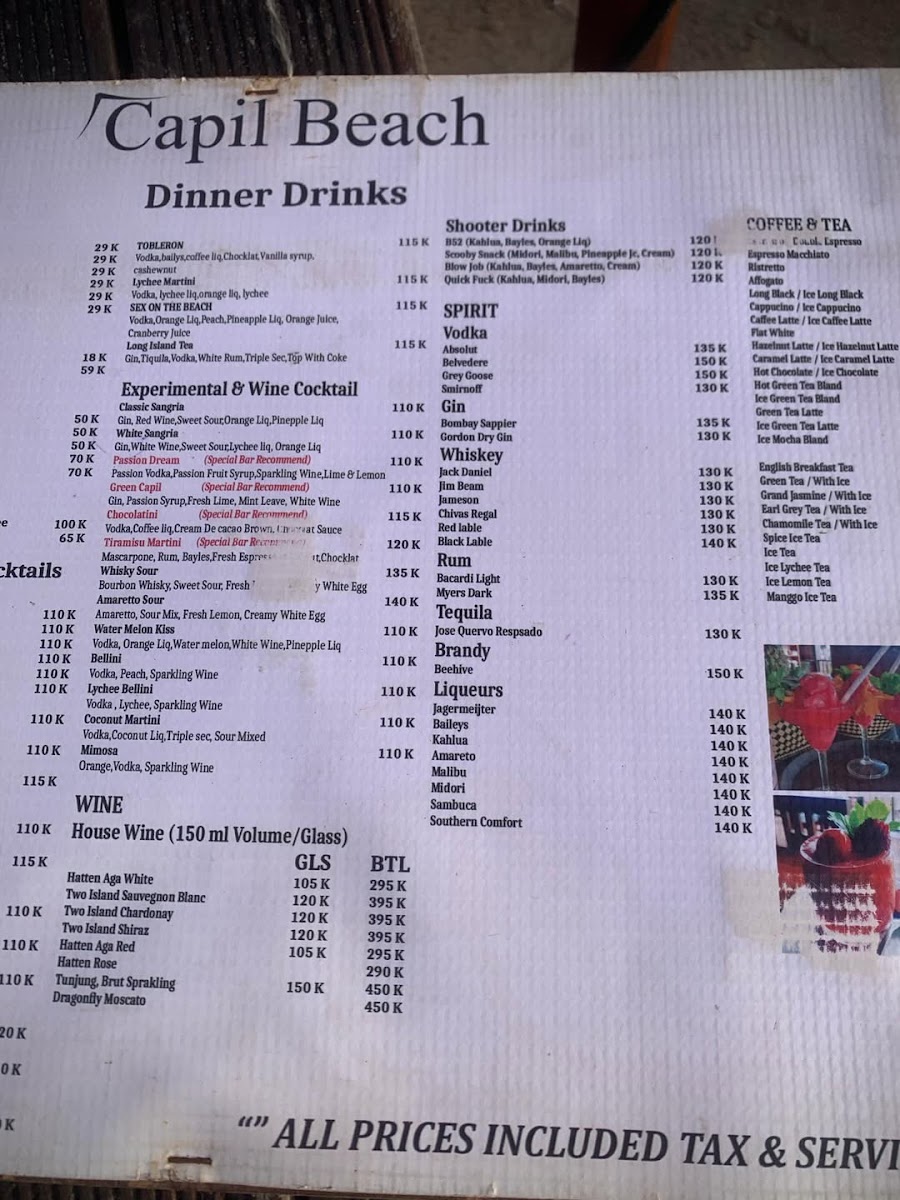 Capil Beach
Dinner Drinks
29 K
29 K
29 K
29 K
29 K
29 K
18 K
59 K
50 K
50 K
50 K
70 K
70 K
e
100 K
65 K
cktails
110 K
110 K
110 K
110 K
110 K
110 K
110 K
115 K
110 K
115 K
110 K
110 K
110 K
20 K
0 K
K
TOBLERON 115 K
Vodka,bailys,coffee liq,Chocklat,Vanilla syrup.
cashewnut
Lychee Martini 115 K
Vodka, lychee liq,orange liq, lychee
SEX ON THE BEACH 115 K
Vodka,Orange Liq,Peach,Pineapple Liq, Orange Juice,
Cranberry Juice
Long Island Tea 115 K
Gin,Tiquila,Vodka,White Rum,Triple Sec,Top With Coke
Experimental & Wine Cocktail
Classic Sangria 110 K
Gin, Red Wine,Sweet Sour,Orange Liq,Pinepple Liq
White Sangria 110 K
Gin,White Wine,Sweet Sour,Lychee liq, Orange Liq
Passion Dream (Special Bar Recommend) 110 K
Passion Vodka,Passion Fruit Syrup,Sparkling Wine,Lime & Lemon
Green Capil (Special Bar Recommend) 110 K
Gin, Passion Syrup,Fresh Lime, Mint Leave, White Wine
Chocolatini (Special Bar Recommend) 115 K
Vodka,Coffee liq,Cream De cacao Brown, Sauce
Tiramisu Martini (Special Bar 120 K
Mascarpone, Rum, Bayles,Fresh Chocklat
Whisky Sour 135 K
Bourbon Whisky, Sweet Sour, Fresh y White Egg
Amaretto Sour 140 K
Amaretto, Sour Mix, Fresh Lemon, Creamy White Egg
Water Melon Kiss 110 K
Vodka, Orange Liq,Water melon,White Wine,Pinepple Liq
Bellini 110 K
Vodka, Peach, Sparkling Wine
Lychee Bellini 110 K
Vodka , Lychee, Sparkling Wine
Coconut Martini 110 K
Vodka,Coconut Liq,Triple sec, Sour Mixed
Mimosa 110 K
Orange,Vodka, Sparkling Wine
WINE
House Wine (150 ml Volume/Glass)
GLS BTL
Hatten Aga White 105 K 295 K
Two Island Sauvegnon Blanc 120 K 395 K
Two Island Chardonay 120 K 395 K
Two Island Shiraz 120 K 395 K
Hatten Aga Red 105 K 295 K
Hatten Rose 290 K
Tunjung, Brut Sprakling 150 K 450 K
Dragonfly Moscato 450 K
Shooter Drinks
B52 (Kahlua, Bayles, Orange Liq) 120
Scooby Snack (Midori, Malibu, Pineapple Jc, Cream) 120
Blow Job (Kahlua, Bayles, Amaretto, Cream) 120 K
Quick Fuck (Kahlua, Midori, Bayles) 120 K
SPIRIT
Vodka
Absolut 135 K
Belvedere 150 K
Grey Goose 150 K
Smirnoff 130 K
Gin
Bombay Sappier 135 K
Gordon Dry Gin 130 K
Whiskey
Jack Daniel 130 K
Jim Beam 130 K
Jameson 130 K
Chivas Regal 130 K
Red lable 130 K
Black Lable 140 K
Rum
Bacardi Light 130 K
Myers Dark 135 K
Tequila
Jose Quervo Respsado 130 K
Brandy
Beehive 150 K
Liqueurs
Jagermeijter 140 K
Baileys 140 K
Kahlua 140 K
Amareto 140 K
Malibu 140 K
Midori 140 K
Sambuca 140 K
Southern Comfort 140 K
COFFEE & TEA
Espresso
Espresso Macchiato
Ristretto
Affogato
Long Black / Ice Long Black
Cappucino / Ice Cappucino
Caffe Latte / Ice Caffe Latte
Flat White
Hazelnut Latte / Ice Hazelnut Latte
Caramel Latte / Ice Caramel Latte
Hot Chocolate / Ice Chocolate
Hot Green Tea Bland
Ice Green Tea Bland
Green Tea Latte
Ice Green Tea Latte
Ice Mocha Bland
English Breakfast Tea
Green Tea / With Ice
Grand Jasmine / With Ice
Earl Grey Tea / With Ice
Chamomile Tea / With Ice
Spice Ice Tea
Ice Tea
Ice Lychee Tea
Ice Lemon Tea
Manggo Ice Tea
“” ALL PRICES INCLUDED TAX & SERVI